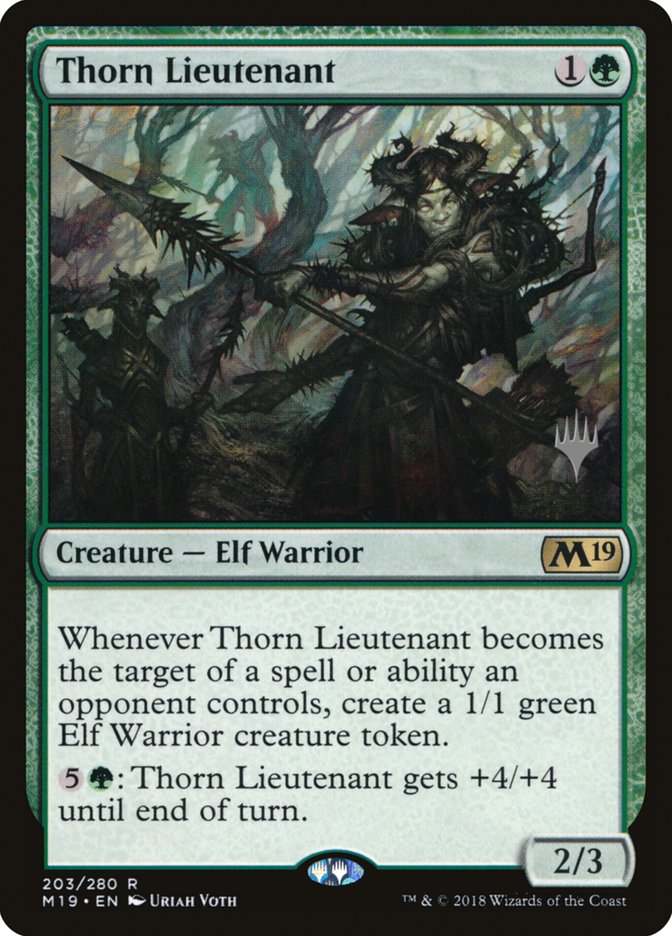 Thorn Lieutenant 1
Creature — Elf Warrior
M19
Whenever Thorn Lieutenant becomes
the target of a spell or ability an
opponent controls, create a 1/1 green
Elf Warrior creature token.
5 : Thorn Lieutenant gets +4/+4
until end of turn.
2/3
203/280 R
M19 • EN Uriah Voth
™ & © 2018 Wizards of the Coast